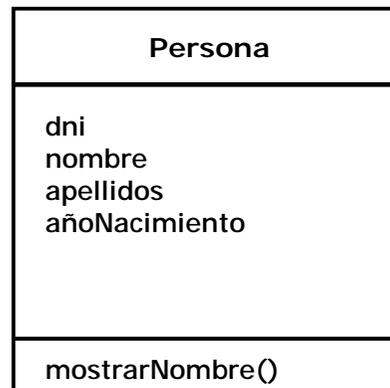 Persona
dni
nombre
apellidos
añoNacimiento
mostrarNombre()